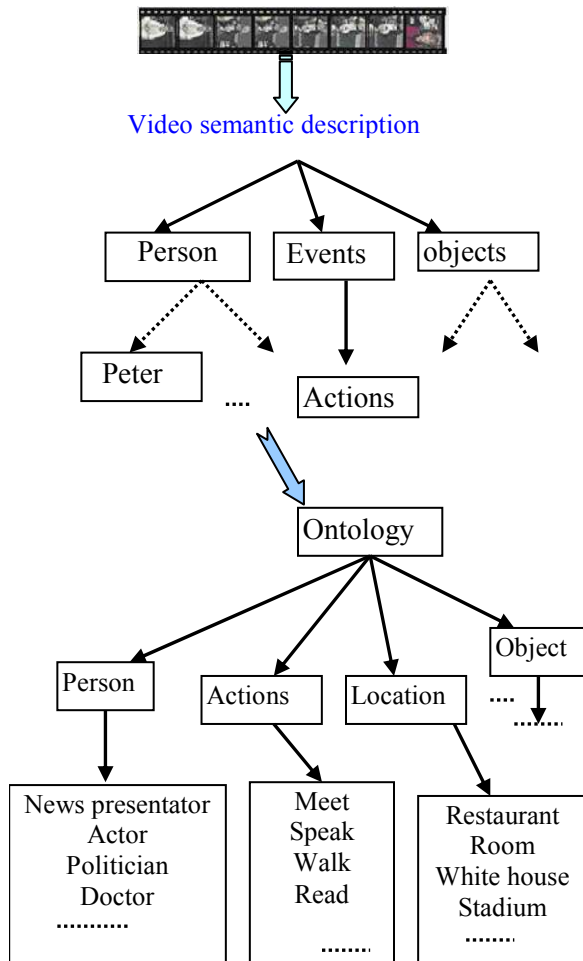 Video semantic description
Person
Events
objects
Peter
....
Actions
Ontology
Person
Actions
Location
Object
....
..........
News presentator
Actor
Politician
Doctor
............
Meet
Speak
Walk
Read
........
Restaurant
Room
White house
Stadium
........